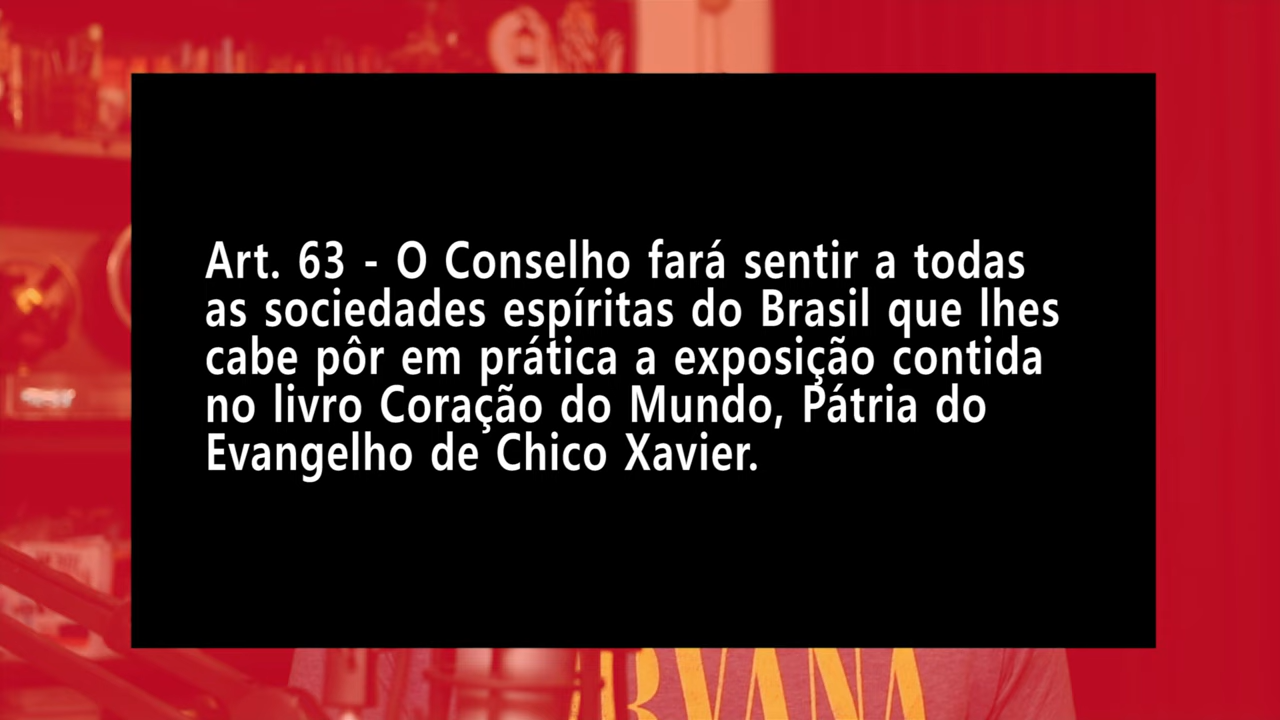 Art. 63 - O Conselho fará sentir a todas
as sociedades espíritas do Brasil que lhes
cabe pôr em prática a exposição contida
no livro Coração do Mundo, Pátria do
Evangelho de Chico Xavier.